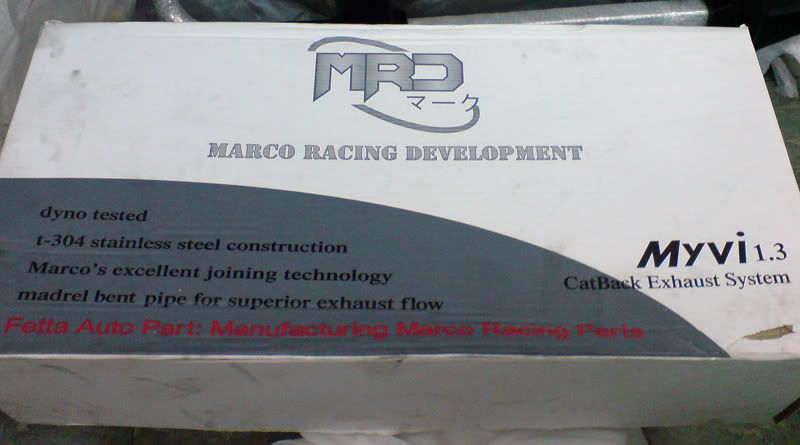 MRD
マーク
MARCO RACING DEVELOPMENT
dyno tested
t-304 stainless steel construction
Marco's excellent joining technology
madrel bent pipe for superior exhaust flow
Fetta Auto Part: Manufacturing Marco Racing Parts
Myvi 1.3
CatBack Exhaust System